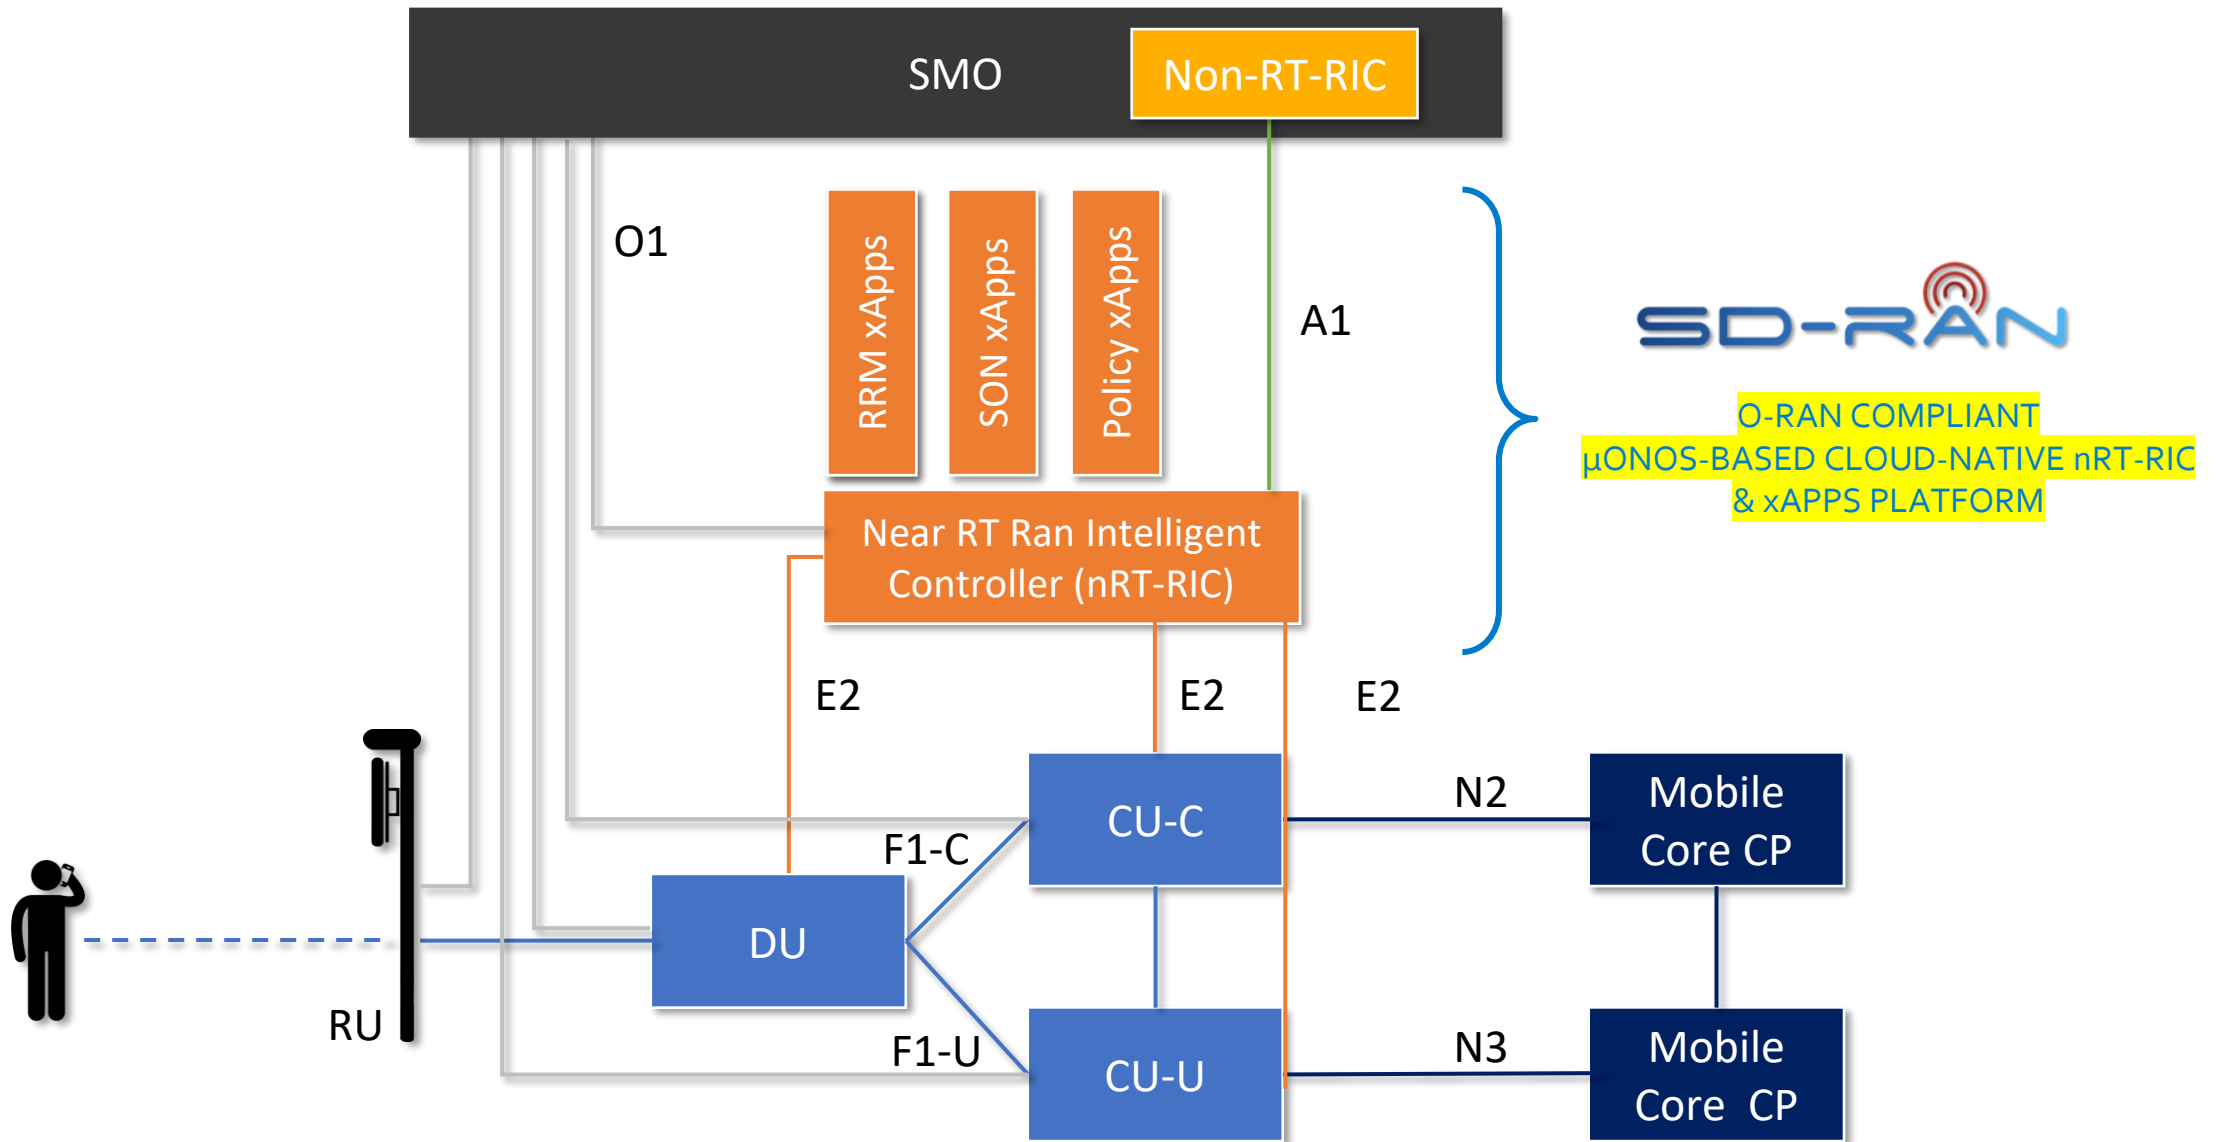 SMO
Non-RT-RIC
O1
RRM xApps
SON xApps
Policy xApps
A1
SD-RAN
O-RAN COMPLIANT
µONOS-BASED CLOUD-NATIVE nRT-RIC
& xAPPS PLATFORM
Near RT Ran Intelligent
Controller (nRT-RIC)
E2
E2
E2
CU-C
N2
Mobile
Core CP
F1-C
DU
RU
F1-U
CU-U
N3
Mobile
Core  CP